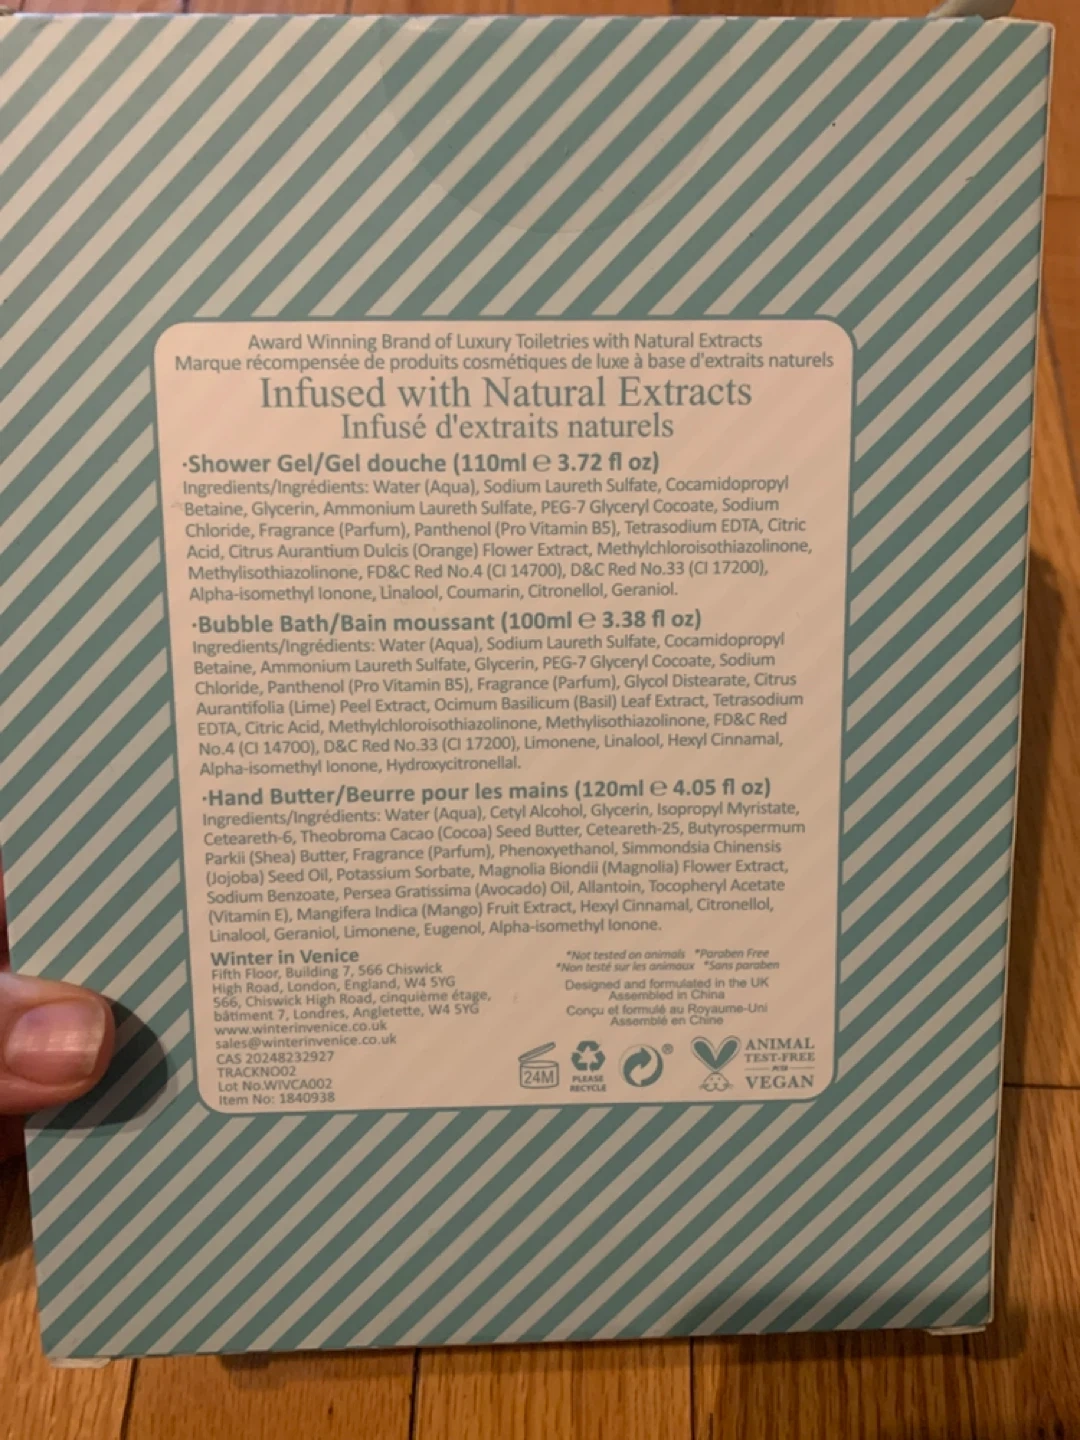 Award Winning Brand of Luxury Toiletries with Natural Extracts
Marque récompensée de produits cosmétiques de luxe à base d'extraits naturels
Infused with Natural Extracts
Infusé d'extraits naturels
·Shower Gel/Gel douche (110ml ℮ 3.72 fl oz)
Ingredients/Ingrédients: Water (Aqua), Sodium Laureth Sulfate, Cocamidopropyl
Betaine, Glycerin, Ammonium Laureth Sulfate, PEG-7 Glyceryl Cocoate, Sodium
Chloride, Fragrance (Parfum), Panthenol (Pro Vitamin B5), Tetrasodium EDTA, Citric
Acid, Citrus Aurantium Dulcis (Orange) Flower Extract, Methylchloroisothiazolinone,
Methylisothiazolinone, FD&C Red No.4 (CI 14700), D&C Red No.33 (CI 17200),
Alpha-isomethyl Ionone, Linalool, Coumarin, Citronellol, Geraniol.
·Bubble Bath/Bain moussant (100ml ℮ 3.38 fl oz)
Ingredients/Ingrédients: Water (Aqua), Sodium Laureth Sulfate, Cocamidopropyl
Betaine, Ammonium Laureth Sulfate, Glycerin, PEG-7 Glyceryl Cocoate, Sodium
Chloride, Panthenol (Pro Vitamin B5), Fragrance (Parfum), Glycol Distearate, Citrus
Aurantifolia (Lime) Peel Extract, Ocimum Basilicum (Basil) Leaf Extract, Tetrasodium
EDTA, Citric Acid, Methylchloroisothiazolinone, Methylisothiazolinone, FD&C Red
No.4 (CI 14700), D&C Red No.33 (CI 17200), Limonene, Linalool, Hexyl Cinnamal,
Alpha-isomethyl Ionone, Hydroxycitronellal.
·Hand Butter/Beurre pour les mains (120ml ℮ 4.05 fl oz)
Ingredients/Ingrédients: Water (Aqua), Cetyl Alcohol, Glycerin, Isopropyl Myristate,
Ceteareth-6, Theobroma Cacao (Cocoa) Seed Butter, Ceteareth-25, Butyrospermum
Parkii (Shea) Butter, Fragrance (Parfum), Phenoxyethanol, Simmondsia Chinensis
(Jojoba) Seed Oil, Potassium Sorbate, Magnolia Biondii (Magnolia) Flower Extract,
Sodium Benzoate, Persea Gratissima (Avocado) Oil, Allantoin, Tocopheryl Acetate
(Vitamin E), Mangifera Indica (Mango) Fruit Extract, Hexyl Cinnamal, Citronellol,
Linalool, Geraniol, Limonene, Eugenol, Alpha-isomethyl Ionone.
Winter in Venice
Fifth Floor, Building 7, 566 Chiswick
High Road, London, England, W4 5YG
566, Chiswick High Road, cinquième étage,
bâtiment 7, Londres, Angletette, W4 5YG
www.winterinvenice.co.uk
sales@winterinvenice.co.uk
CAS 20248232927
TRACKNO02
Lot No.WIVCA002
Item No: 1840938
*Not tested on animals *Paraben Free
*Non testé sur les animaux *Sans paraben
Designed and formulated in the UK
Assembled in China
Conçu et formulé au Royaume-Uni
Assemblé en Chine
24M
PLEASE
RECYCLE
®
ANIMAL
TEST-FREE
PETA
VEGAN